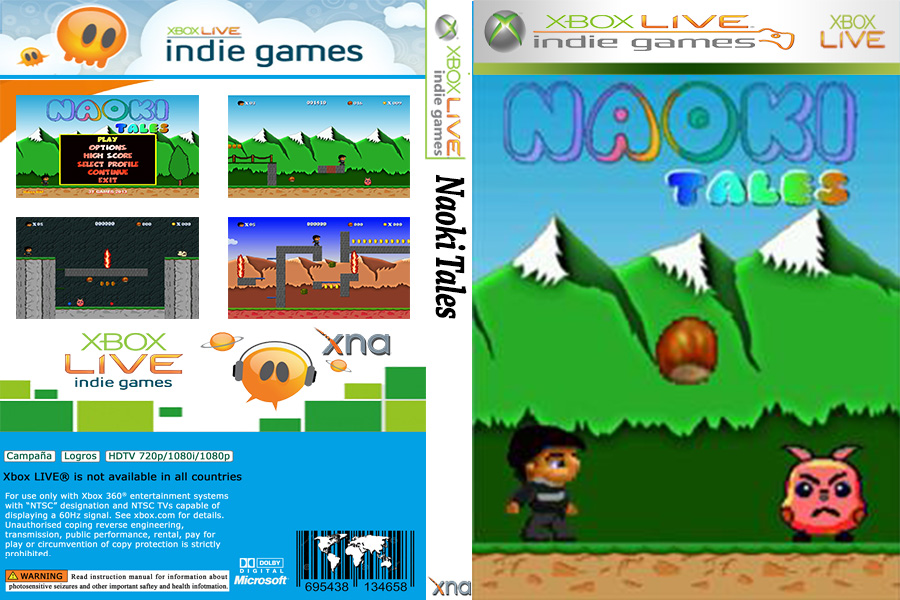 XBOX LIVE
indie games
NAOKI
TALES
PLAY
OPTIONS
HIGH SCORE
SELECT PROFILE
CONTINUE
EXIT
XBOX
LIVE
indie games
xna
Campaña Logros HDTV 720p/1080i/1080p
Xbox LIVE® is not available in all countries
For use only with Xbox 360® entertainment systems
with "NTSC" designation and NTSC TVs capable of
displaying a 60Hz signal. See xbox.com for details.
Unauthorised coping reverse engineering,
transmission, public performance, rental, pay for
play or circumvention of copy protection is strictly
prohibited.
WARNING Read instruction manual for information about
photosensitive seizures and other important saftey and health infotmation.
DOLBY
DIGITAL
Microsoft
695438 134658
XBOX LIVE
indie games
Naoki Tales
xna
XBOX LIVE
indie games
XBOX
LIVE
NAOKI
TALES